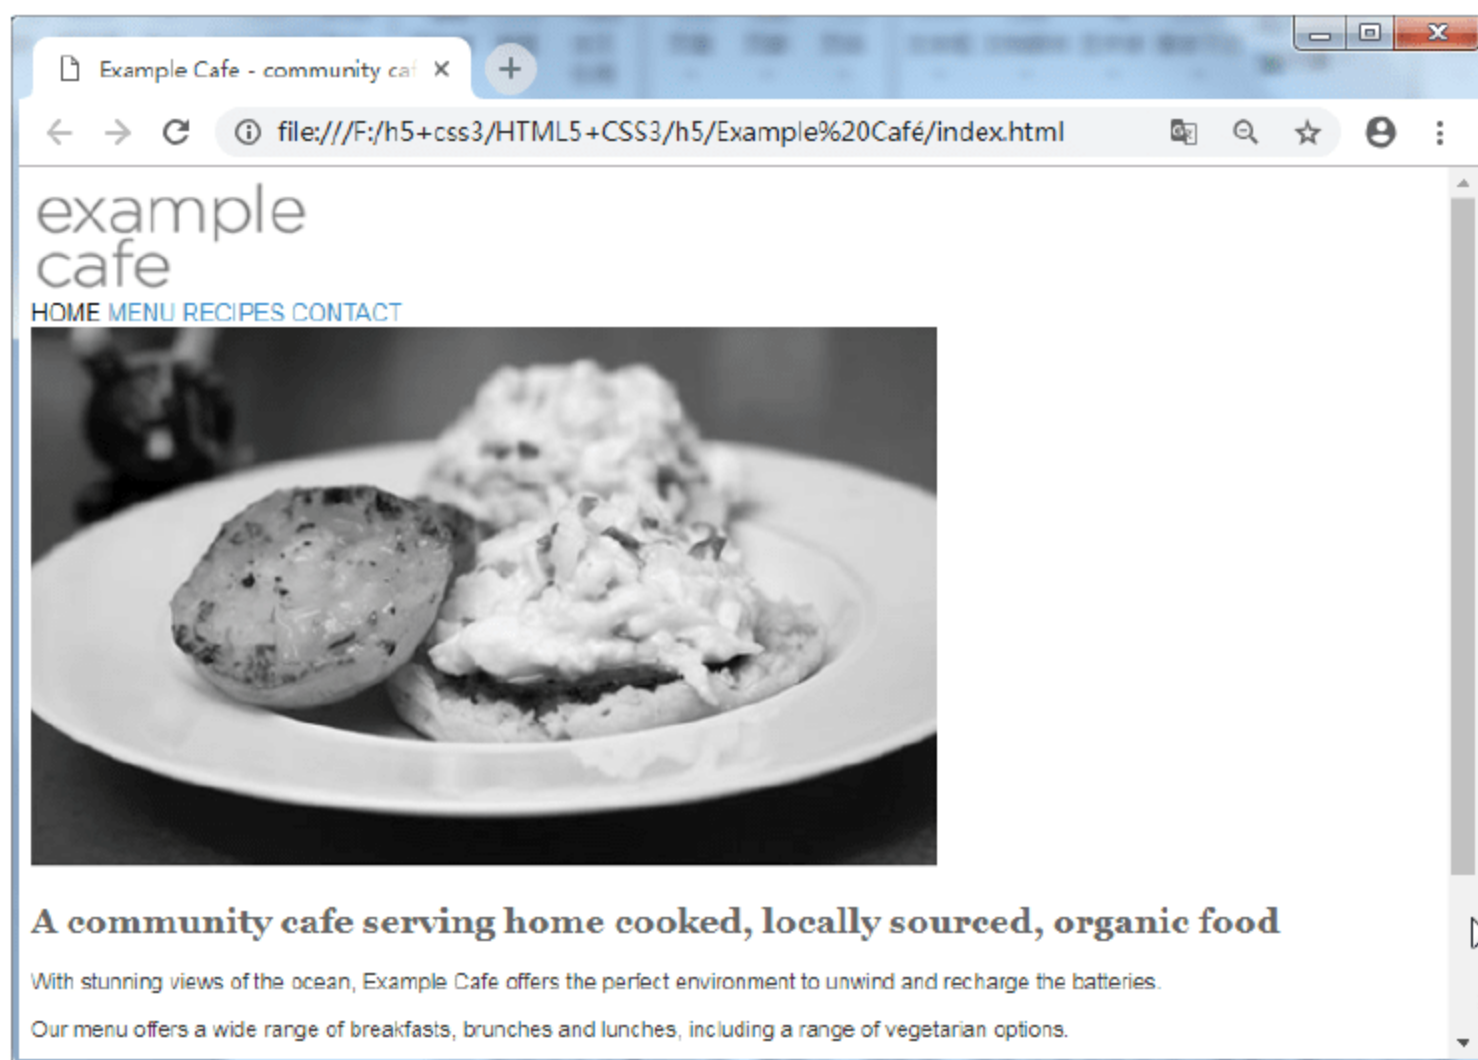 Example Cafe - community caf
file:///F:/h5+css3/HTML5+CSS3/h5/Example%20Café/index.html
example
cafe
HOME MENU RECIPES CONTACT
A community cafe serving home cooked, locally sourced, organic food
With stunning views of the ocean, Example Cafe offers the perfect environment to unwind and recharge the batteries.
Our menu offers a wide range of breakfasts, brunches and lunches, including a range of vegetarian options.